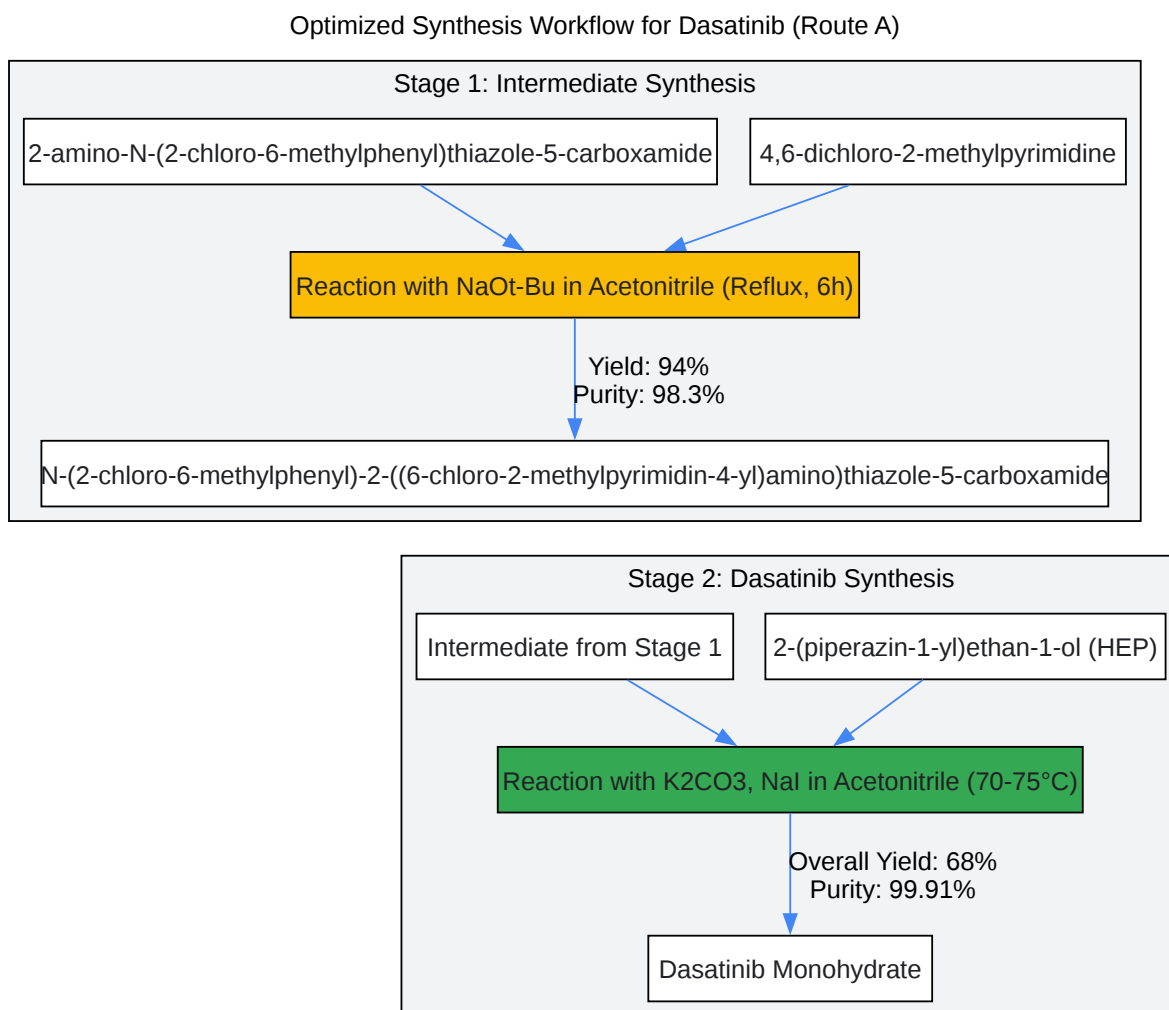 Optimized Synthesis Workflow for Dasatinib (Route A)
Stage 1: Intermediate Synthesis
2-amino-N-(2-chloro-6-methylphenyl)thiazole-5-carboxamide
4,6-dichloro-2-methylpyrimidine
Reaction with NaOt-Bu in Acetonitrile (Reflux, 6h)
Yield: 94%
Purity: 98.3%
N-(2-chloro-6-methylphenyl)-2-((6-chloro-2-methylpyrimidin-4-yl)amino)thiazole-5-carboxamide
Stage 2: Dasatinib Synthesis
Intermediate from Stage 1
2-(piperazin-1-yl)ethan-1-ol (HEP)
Reaction with K2CO3, NaI in Acetonitrile (70-75°C)
Overall Yield: 68%
Purity: 99.91%
Dasatinib Monohydrate